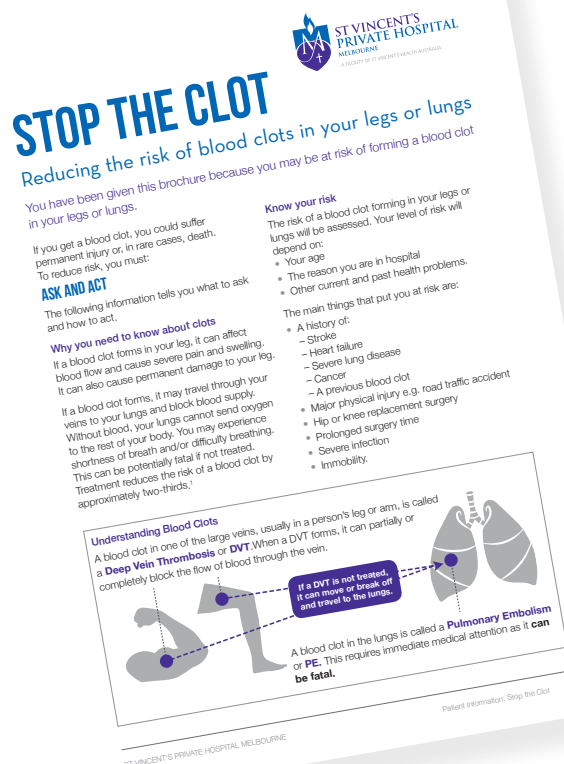 ST VINCENT'S
PRIVATE HOSPITAL
MELBOURNE
A FACILITY OF ST VINCENT'S HEALTH AUSTRALIA
STOP THE CLOT
Reducing the risk of blood clots in your legs or lungs
You have been given this brochure because you may be at risk of forming a blood clot
in your legs or lungs.
If you get a blood clot, you could suffer
permanent injury or, in rare cases, death.
To reduce risk, you must:
ASK AND ACT
The following information tells you what to ask
and how to act.
Why you need to know about clots
If a blood clot forms in your leg, it can affect
blood flow and cause severe pain and swelling.
It can also cause permanent damage to your leg.
If a blood clot forms, it may travel through your
veins to your lungs and block blood supply.
Without blood, your lungs cannot send oxygen
to the rest of your body. You may experience
shortness of breath and/or difficulty breathing.
This can be potentially fatal if not treated.
Treatment reduces the risk of a blood clot by
approximately two-thirds.¹
Know your risk
The risk of a blood clot forming in your legs or
lungs will be assessed. Your level of risk will
depend on:
• Your age
• The reason you are in hospital
• Other current and past health problems.
The main things that put you at risk are:
• A history of:
– Stroke
– Heart failure
– Severe lung disease
– Cancer
– A previous blood clot
• Major physical injury e.g. road traffic accident
• Hip or knee replacement surgery
• Prolonged surgery time
• Severe infection
• Immobility.
Understanding Blood Clots
A blood clot in one of the large veins, usually in a person's leg or arm, is called
a Deep Vein Thrombosis or DVT.When a DVT forms, it can partially or
completely block the flow of blood through the vein.
If a DVT is not treated,
it can move or break off
and travel to the lungs.
A blood clot in the lungs is called a Pulmonary Embolism
or PE. This requires immediate medical attention as it can
be fatal.
ST VINCENT'S PRIVATE HOSPITAL MELBOURNE
Patient Information: Stop the Clot